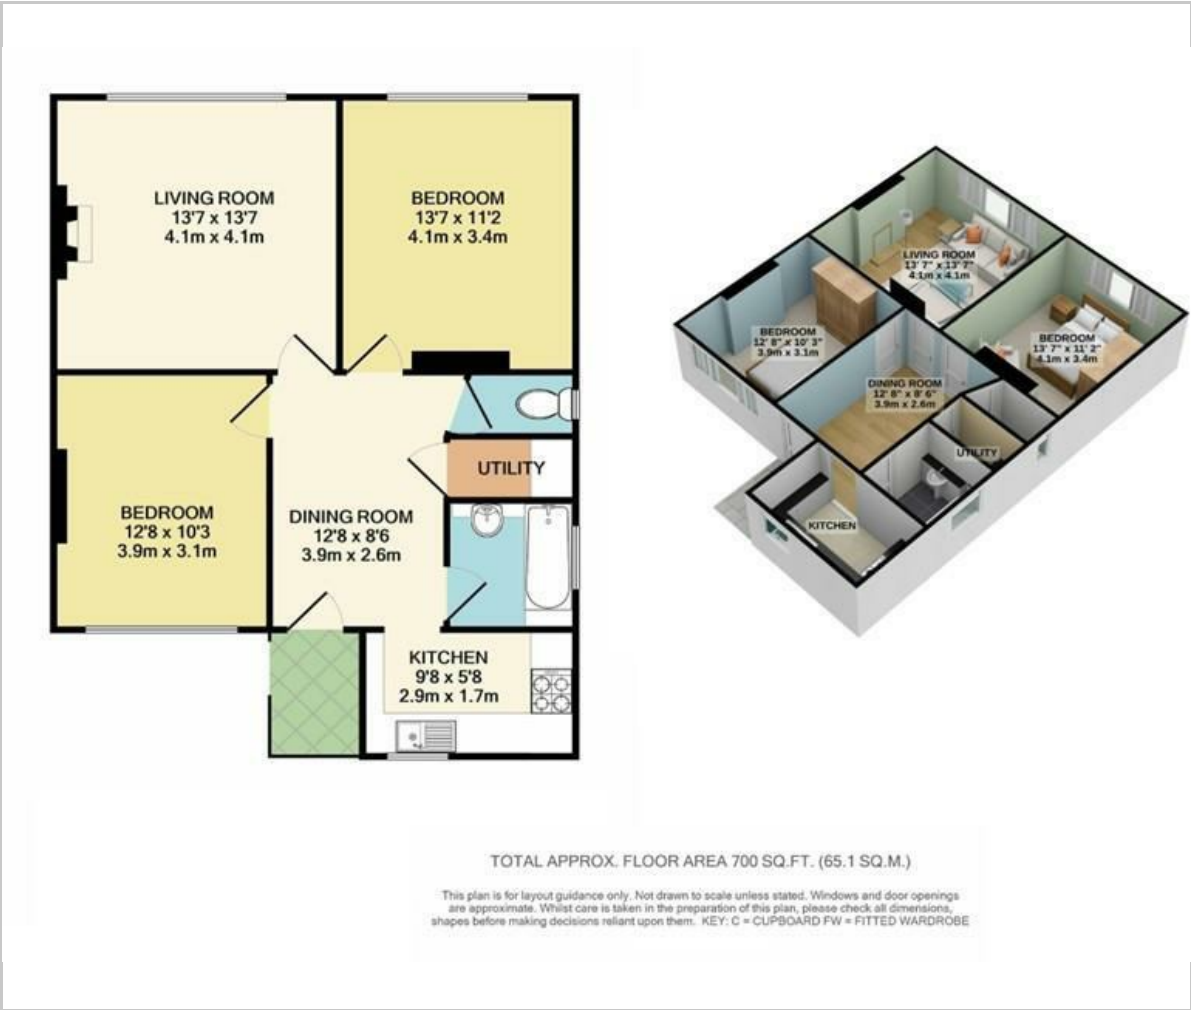 LIVING ROOM
13'7 x 13'7
4.1m x 4.1m
BEDROOM
13'7 x 11'2
4.1m x 3.4m
UTILITY
BEDROOM
12'8 x 10'3
3.9m x 3.1m
DINING ROOM
12'8 x 8'6
3.9m x 2.6m
KITCHEN
9'8 x 5'8
2.9m x 1.7m
LIVING ROOM
13' 7" x 13' 7"
4.1m x 4.1m
BEDROOM
12' 8" x 10' 3"
3.9m x 3.1m
BEDROOM
13' 7" x 11' 2"
4.1m x 3.4m
DINING ROOM
12' 8" x 8' 6"
3.9m x 2.6m
UTILITY
KITCHEN
TOTAL APPROX. FLOOR AREA 700 SQ.FT. (65.1 SQ.M.)
This plan is for layout guidance only. Not drawn to scale unless stated. Windows and door openings
are approximate. Whilst care is taken in the preparation of this plan, please check all dimensions,
shapes before making decisions reliant upon them. KEY: C = CUPBOARD FW = FITTED WARDROBE